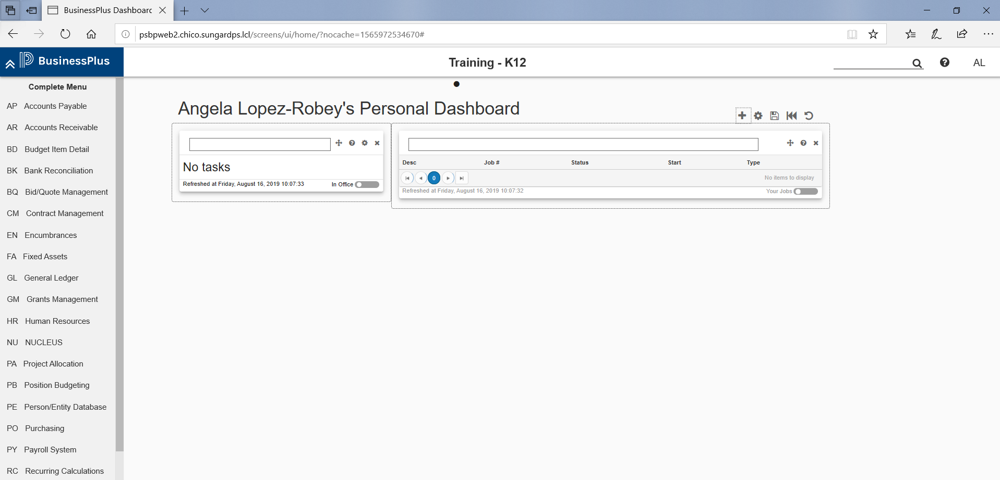 BusinessPlus Dashboarc
psbpweb2.chico.sungardps.lcl/screens/ui/home/?nocache=1565972534670#
BusinessPlus
Training - K12
AL
Complete Menu
AP Accounts Payable
AR Accounts Receivable
BD Budget Item Detail
BK Bank Reconciliation
BQ Bid/Quote Management
CM Contract Management
EN Encumbrances
FA Fixed Assets
GL General Ledger
GM Grants Management
HR Human Resources
NU NUCLEUS
PA Project Allocation
PB Position Budgeting
PE Person/Entity Database
PO Purchasing
PY Payroll System
RC Recurring Calculations
Angela Lopez-Robey's Personal Dashboard
No tasks
Refreshed at Friday, August 16, 2019 10:07:33 In Office
Desc Job # Status Start Type
0 No items to display
Refreshed at Friday, August 16, 2019 10:07:32 Your Jobs